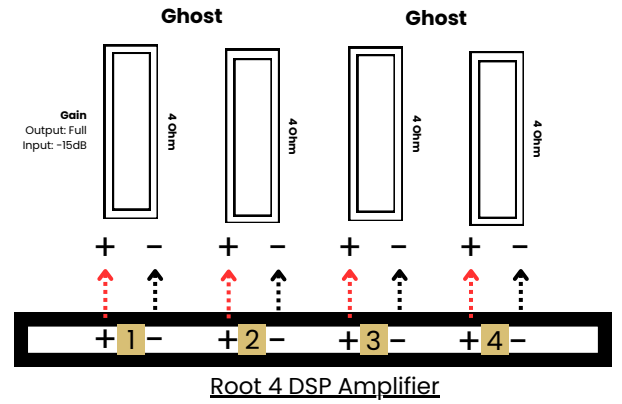 Ghost
Ghost
Gain
Output: Full
Input: -15dB
4 Ohm
4 Ohm
4 Ohm
4 Ohm
+ − + − + − + −
+ 1 − + 2 − + 3 − + 4 −
Root 4 DSP Amplifier